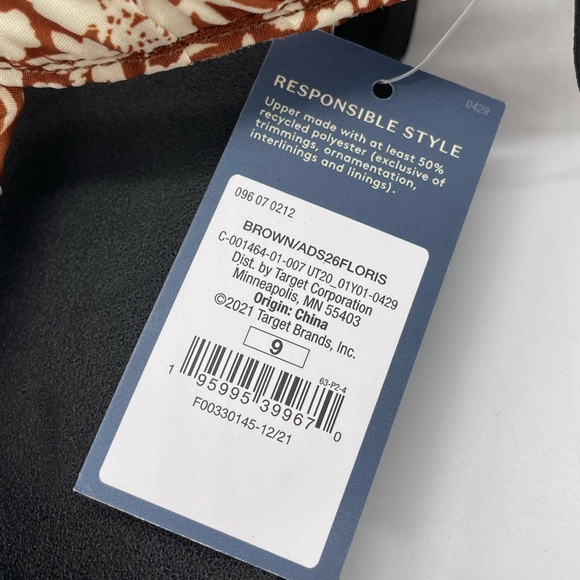 RESPONSIBLE STYLE
0429
Upper made with at least 50%
recycled polyester (exclusive of
trimmings, ornamentation,
interlinings and linings).
096 07 0212
BROWN/ADS26FLORIS
C-001464-01-007 UT20_01Y01-0429
Dist. by Target Corporation
Minneapolis, MN 55403
Origin: China
©2021 Target Brands, Inc.
9
63-P2-4
1 95995 39967 0
F00330145-12/21